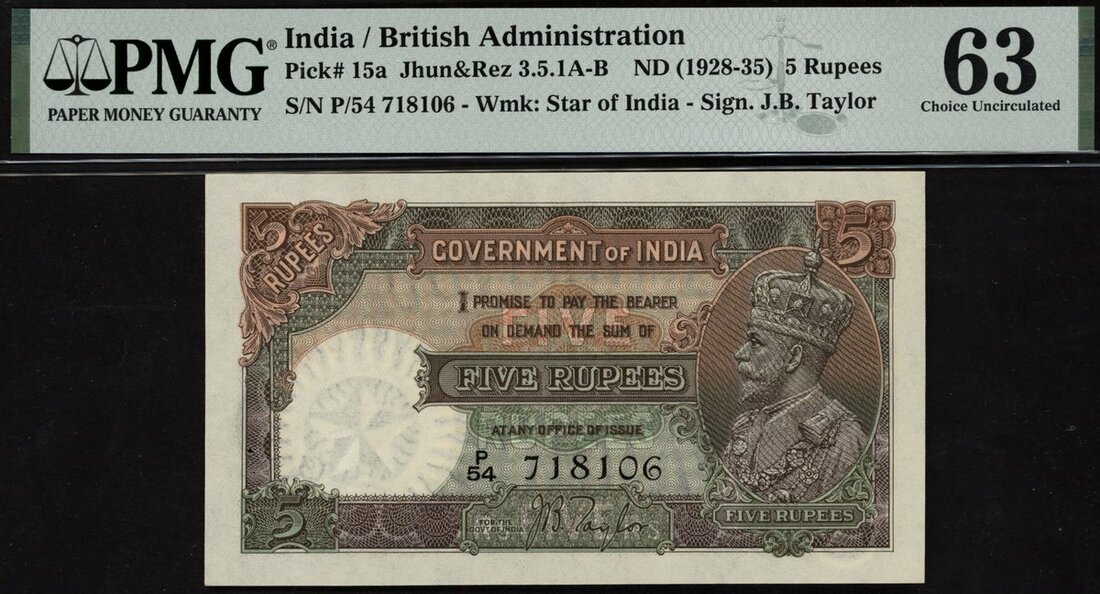 PMG®
PAPER MONEY GUARANTY
India / British Administration
Pick# 15a Jhun&Rez 3.5.1A-B ND (1928-35) 5 Rupees
S/N P/54 718106 - Wmk: Star of India - Sign. J.B. Taylor
63
Choice Uncirculated
5
RUPEES
GOVERNMENT OF INDIA
5
I PROMISE TO PAY THE BEARER
ON DEMAND THE SUM OF
FIVE
FIVE RUPEES
AT ANY OFFICE OF ISSUE
P/54 718106
5
FOR THE
GOVT OF INDIA
JB Taylor
FIVE RUPEES